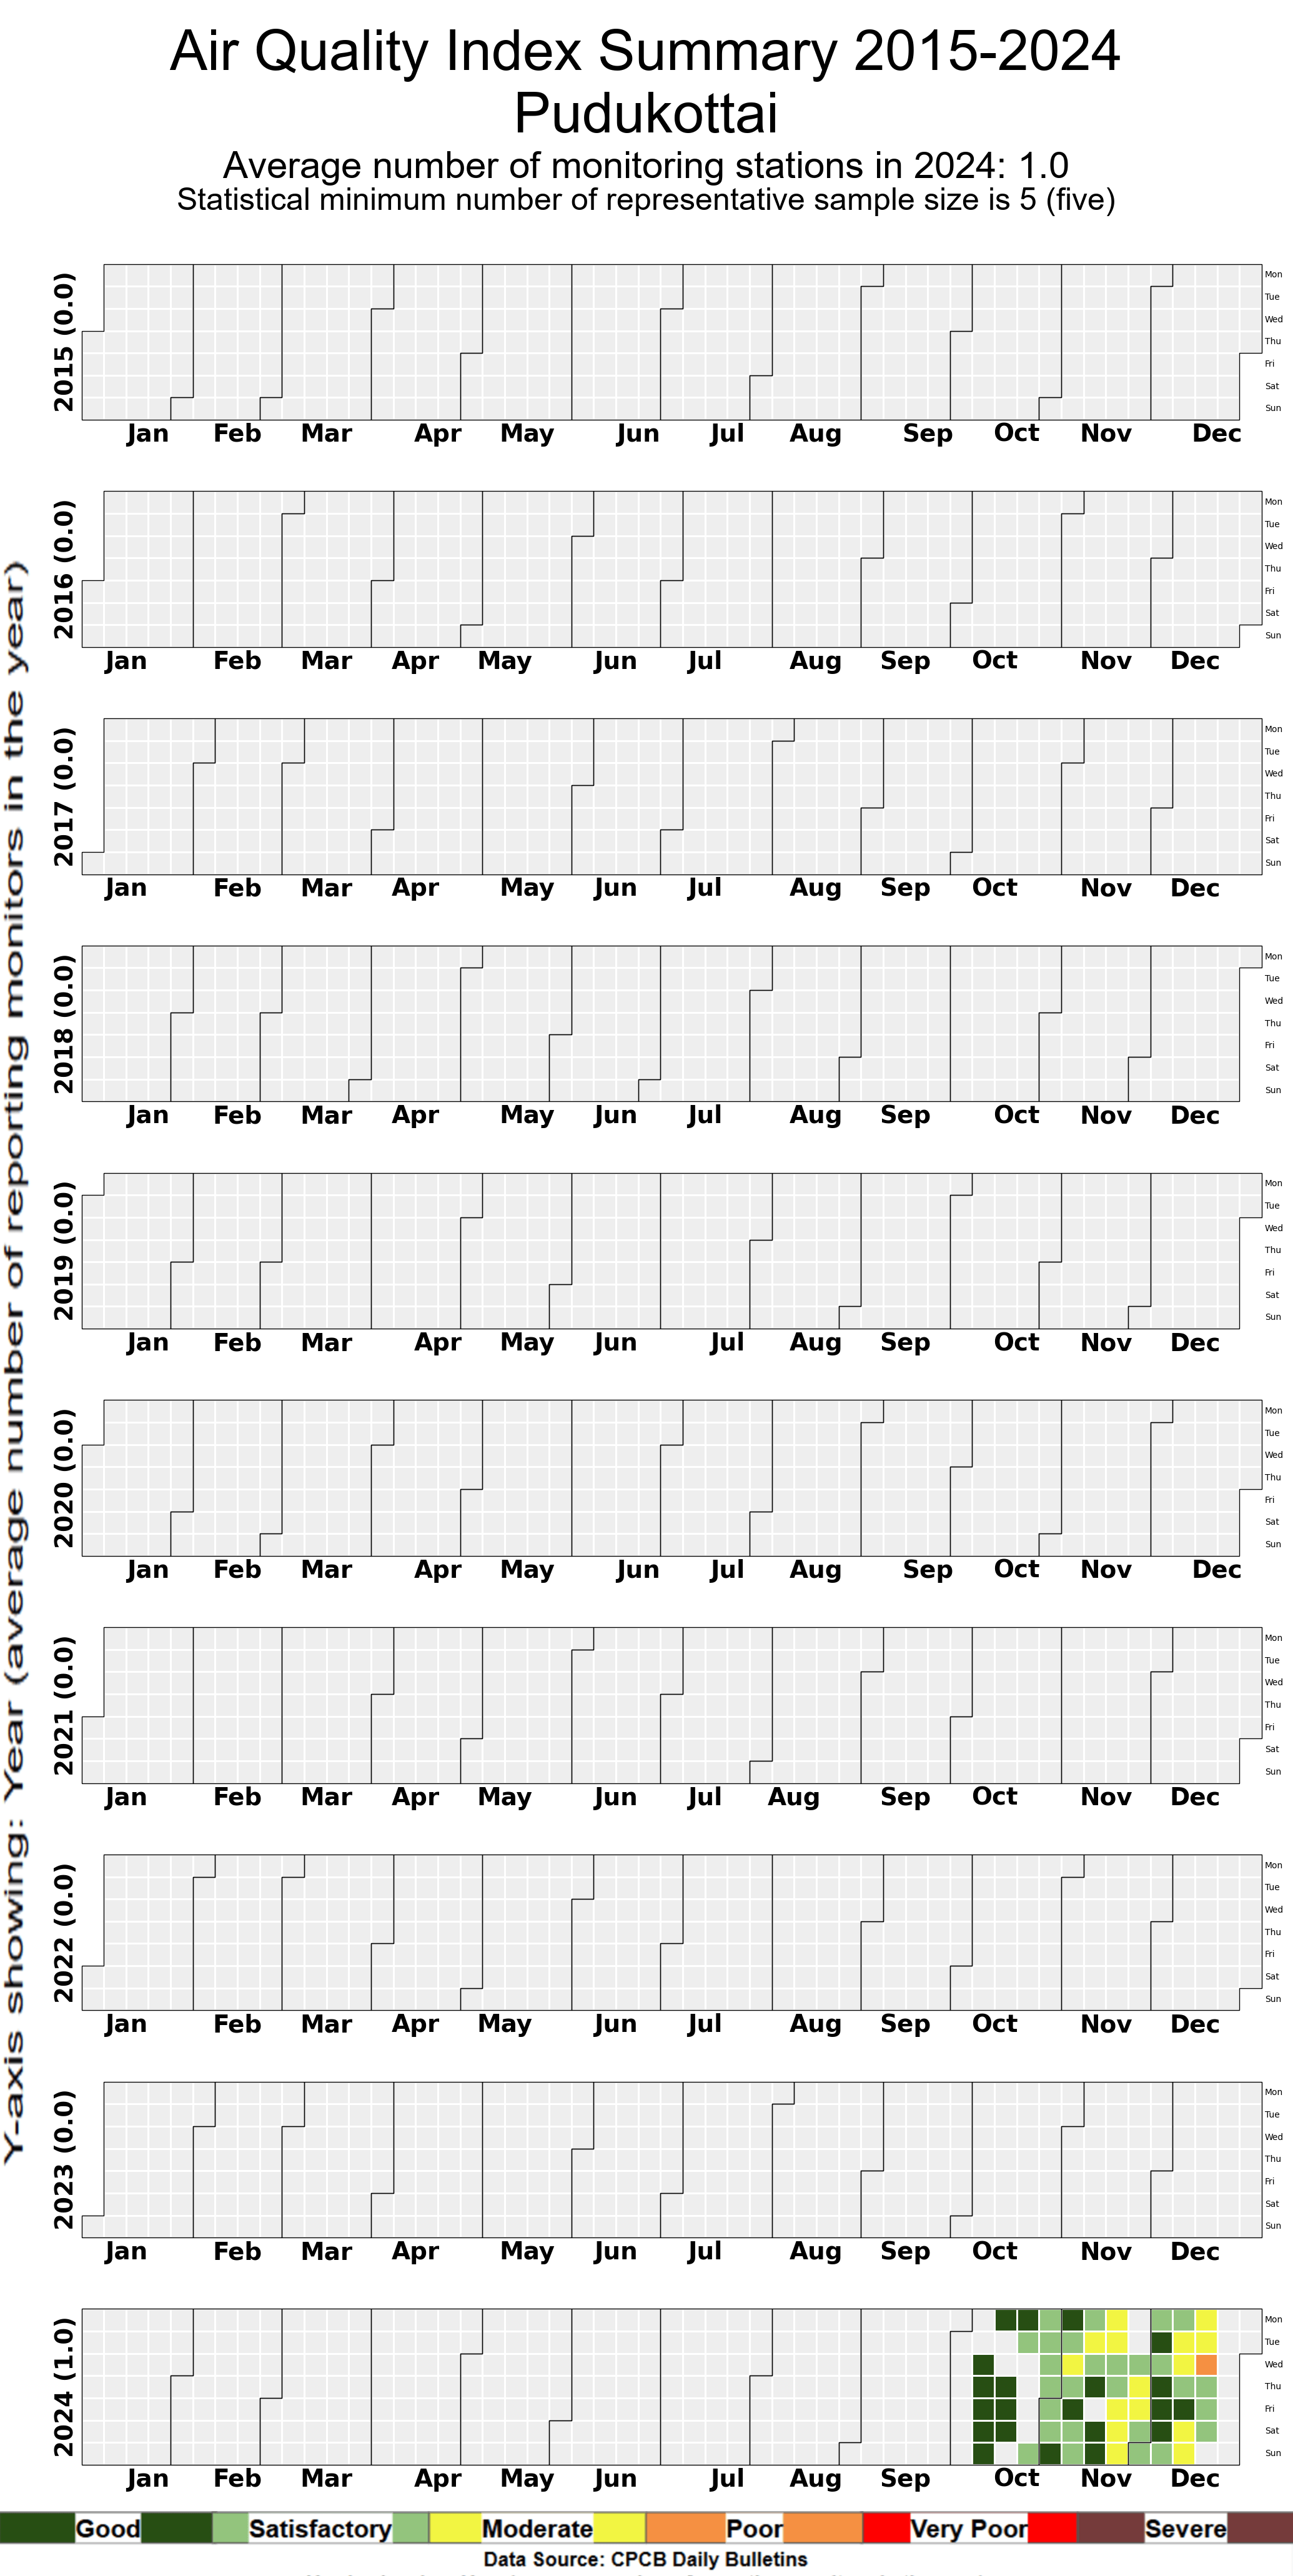 Air Quality Index Summary 2015-2024
Pudukottai
Average number of monitoring stations in 2024: 1.0
Statistical minimum number of representative sample size is 5 (five)
Y-axis showing: Year (average number of reporting monitors in the year)
2015 (0.0)
Mon
Tue
Wed
Thu
Fri
Sat
Sun
Jan Feb Mar Apr May Jun Jul Aug Sep Oct Nov Dec
2016 (0.0)
Mon
Tue
Wed
Thu
Fri
Sat
Sun
Jan Feb Mar Apr May Jun Jul Aug Sep Oct Nov Dec
2017 (0.0)
Mon
Tue
Wed
Thu
Fri
Sat
Sun
Jan Feb Mar Apr May Jun Jul Aug Sep Oct Nov Dec
2018 (0.0)
Mon
Tue
Wed
Thu
Fri
Sat
Sun
Jan Feb Mar Apr May Jun Jul Aug Sep Oct Nov Dec
2019 (0.0)
Mon
Tue
Wed
Thu
Fri
Sat
Sun
Jan Feb Mar Apr May Jun Jul Aug Sep Oct Nov Dec
2020 (0.0)
Mon
Tue
Wed
Thu
Fri
Sat
Sun
Jan Feb Mar Apr May Jun Jul Aug Sep Oct Nov Dec
2021 (0.0)
Mon
Tue
Wed
Thu
Fri
Sat
Sun
Jan Feb Mar Apr May Jun Jul Aug Sep Oct Nov Dec
2022 (0.0)
Mon
Tue
Wed
Thu
Fri
Sat
Sun
Jan Feb Mar Apr May Jun Jul Aug Sep Oct Nov Dec
2023 (0.0)
Mon
Tue
Wed
Thu
Fri
Sat
Sun
Jan Feb Mar Apr May Jun Jul Aug Sep Oct Nov Dec
2024 (1.0)
Mon
Tue
Wed
Thu
Fri
Sat
Sun
Jan Feb Mar Apr May Jun Jul Aug Sep Oct Nov Dec
Good Satisfactory Moderate Poor Very Poor Severe
Data Source: CPCB Daily Bulletins